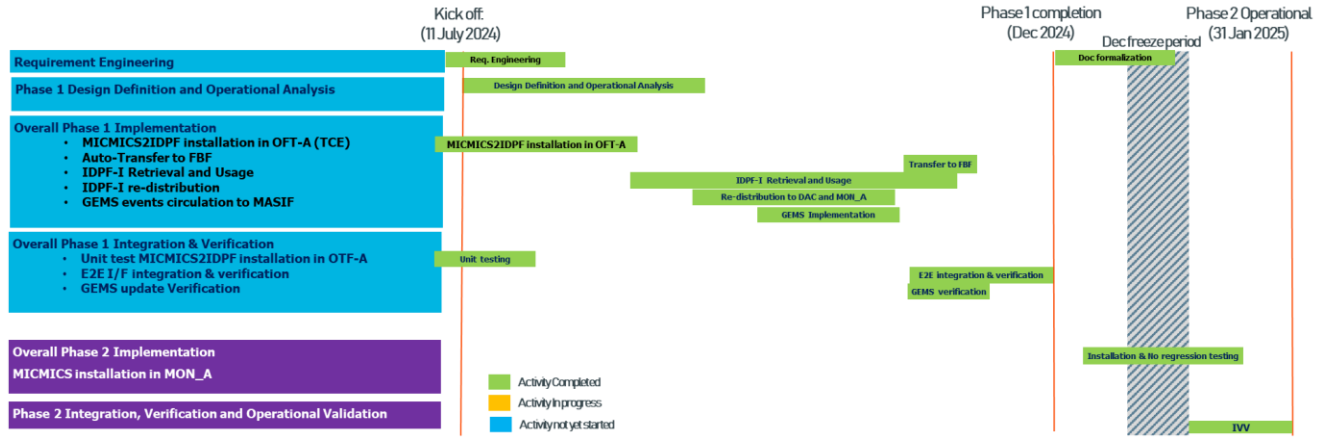 Kick off:
(11 July 2024)
Phase 1 completion
(Dec 2024)
Phase 2 Operational
(31 Jan 2025)
Dec freeze period
Requirement Engineering
Req. Engineering
Doc formalization
Phase 1 Design Definition and Operational Analysis
Design Definition and Operational Analysis
Overall Phase 1 Implementation
• MICMICS2IDPF installation in OFT-A (TCE)
• Auto-Transfer to FBF
• IDPF-I Retrieval and Usage
• IDPF-I re-distribution
• GEMS events circulation to MASIF
MICMICS2IDPF installation in OFT-A
Transfer to FBF
IDPF-I Retrieval and Usage
Re-distribution to DAC and MON_A
GEMS Implementation
Overall Phase 1 Integration & Verification
• Unit test MICMICS2IDPF installation in OTF-A
• E2E I/F integration & verification
• GEMS update Verification
Unit testing
E2E integration & verification
GEMS verification
Overall Phase 2 Implementation
MICMICS installation in MON_A
Installation & No regression testing
Activity Completed
Activity In progress
Activity not yet started
Phase 2 Integration, Verification and Operational Validation
IVV